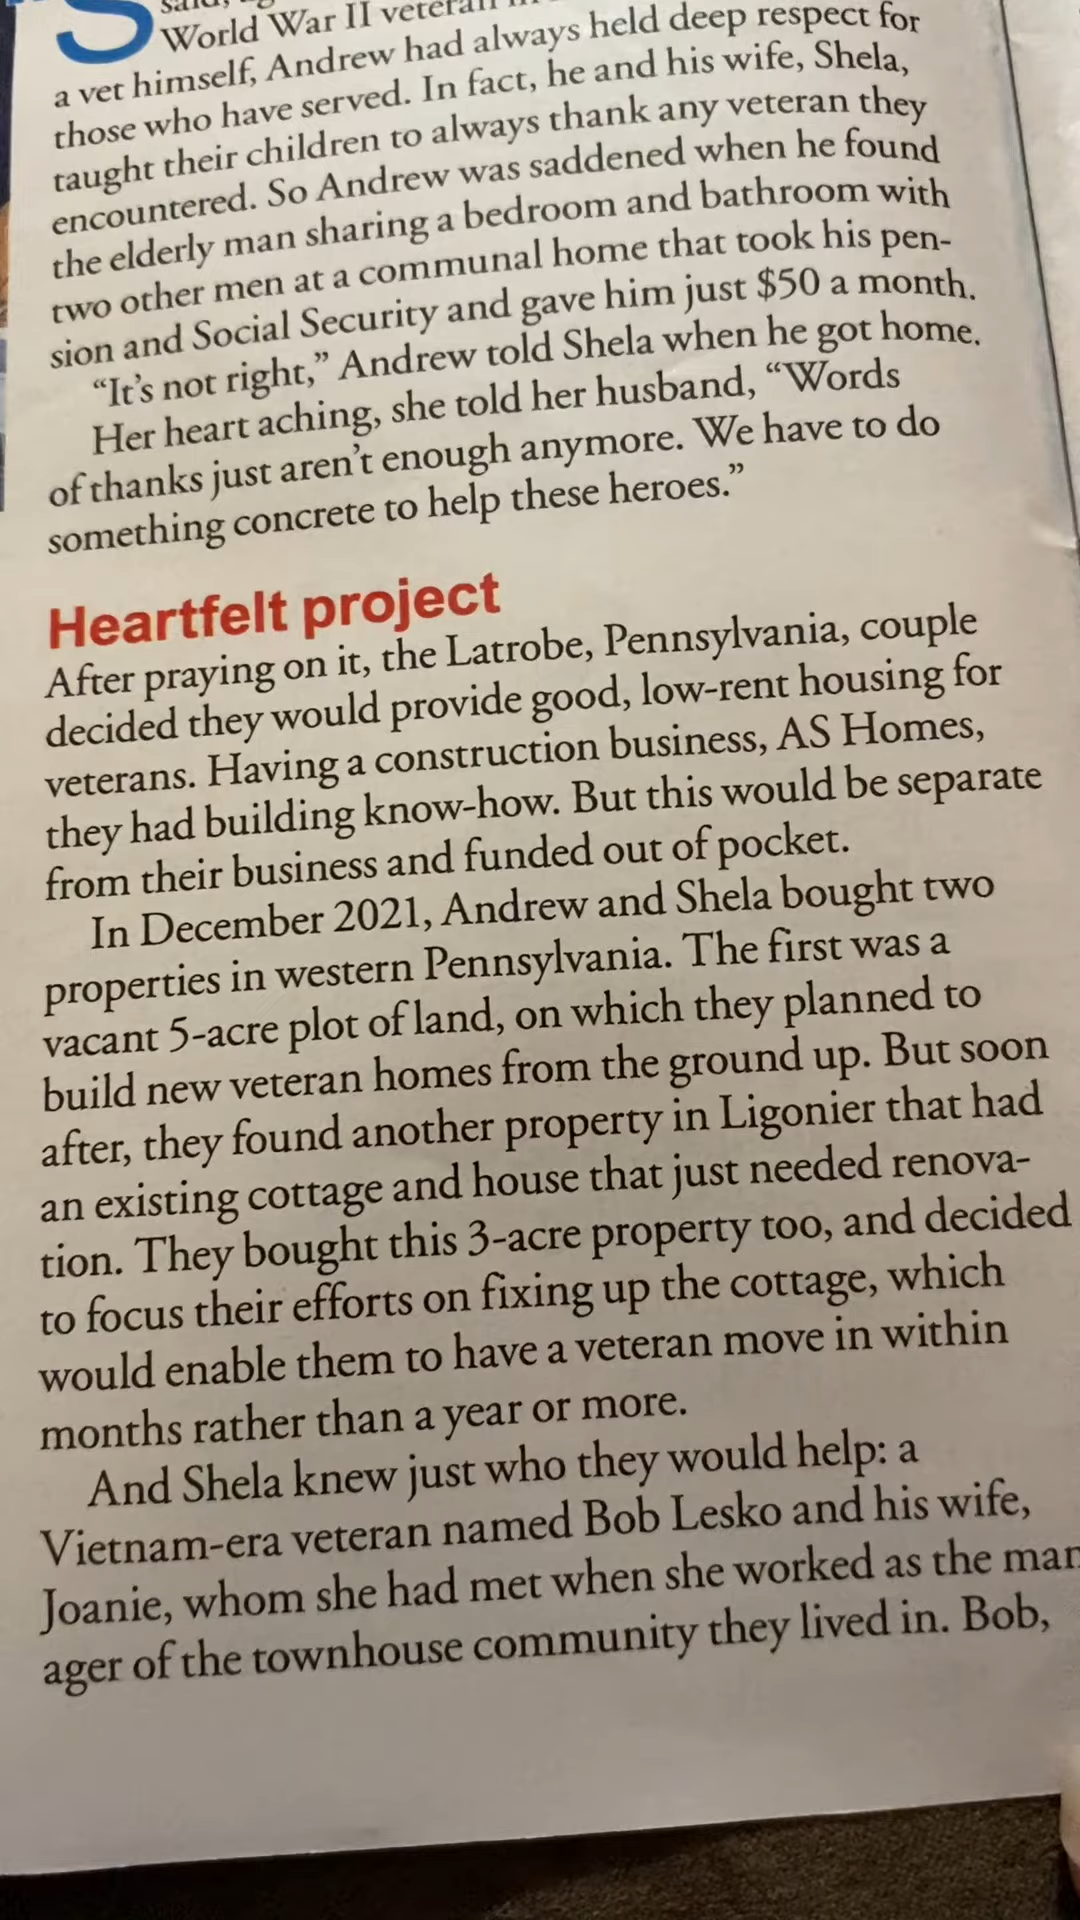 S
World War II veteran
a vet himself, Andrew had always held deep respect for
those who have served. In fact, he and his wife, Shela,
taught their children to always thank any veteran they
encountered. So Andrew was saddened when he found
the elderly man sharing a bedroom and bathroom with
two other men at a communal home that took his pen-
sion and Social Security and gave him just $50 a month.
“It’s not right,” Andrew told Shela when he got home.
Her heart aching, she told her husband, “Words
of thanks just aren’t enough anymore. We have to do
something concrete to help these heroes.”
Heartfelt project
After praying on it, the Latrobe, Pennsylvania, couple
decided they would provide good, low-rent housing for
veterans. Having a construction business, AS Homes,
they had building know-how. But this would be separate
from their business and funded out of pocket.
In December 2021, Andrew and Shela bought two
properties in western Pennsylvania. The first was a
vacant 5-acre plot of land, on which they planned to
build new veteran homes from the ground up. But soon
after, they found another property in Ligonier that had
an existing cottage and house that just needed renova-
tion. They bought this 3-acre property too, and decided
to focus their efforts on fixing up the cottage, which
would enable them to have a veteran move in within
months rather than a year or more.
And Shela knew just who they would help: a
Vietnam-era veteran named Bob Lesko and his wife,
Joanie, whom she had met when she worked as the man
ager of the townhouse community they lived in. Bob,